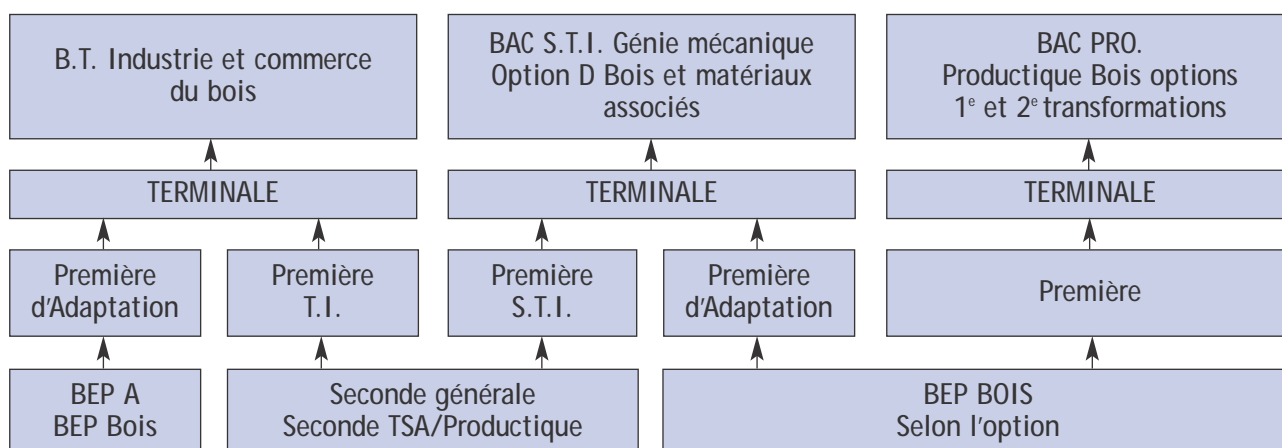 B.T. Industrie et commerce
du bois
BAC S.T.I. Génie mécanique
Option D Bois et matériaux
associés
BAC PRO.
Productique Bois options
1e et 2e transformations
TERMINALE
TERMINALE
TERMINALE
Première
d'Adaptation
Première
T.I.
Première
S.T.I.
Première
d'Adaptation
Première
BEP A
BEP Bois
Seconde générale
Seconde TSA/Productique
BEP BOIS
Selon l'option